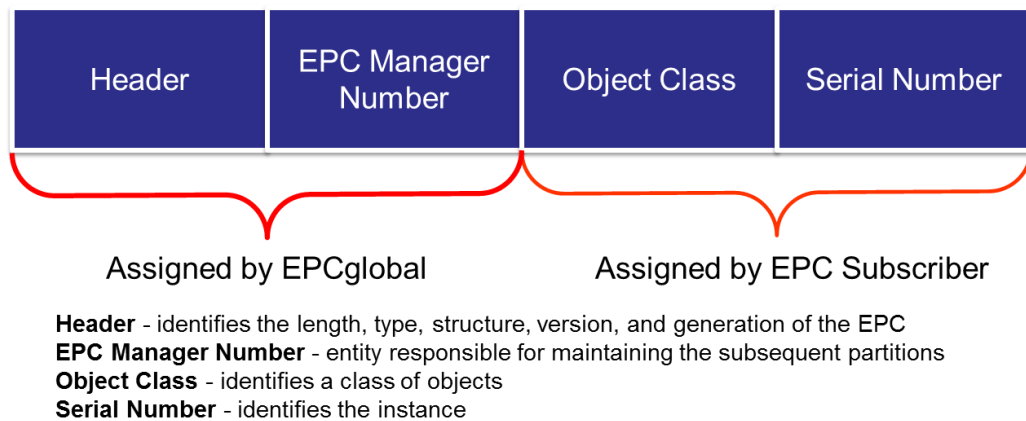 Header
EPC Manager
Number
Object Class
Serial Number
Assigned by EPCglobal
Assigned by EPC Subscriber
Header - identifies the length, type, structure, version, and generation of the EPC
EPC Manager Number - entity responsible for maintaining the subsequent partitions
Object Class - identifies a class of objects
Serial Number - identifies the instance